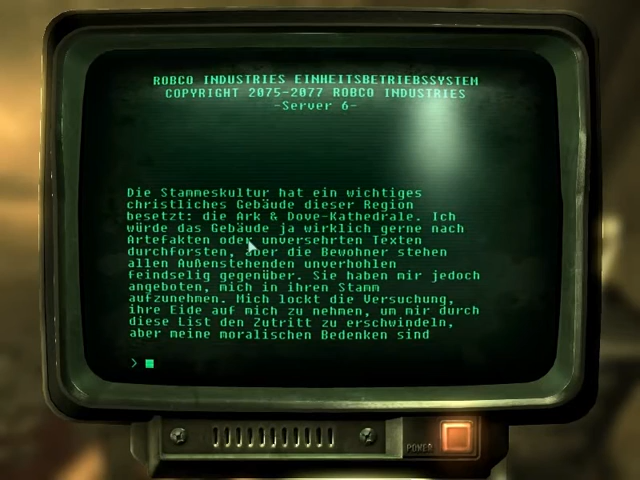 ROBCO INDUSTRIES EINHEITSBETRIEBSSYSTEM
COPYRIGHT 2075-2077 ROBCO INDUSTRIES
-Server 6-
Die Stammeskultur hat ein wichtiges
christliches Gebäude dieser Region
besetzt: die Ark & Dove-Kathedrale. Ich
würde das Gebäude ja wirklich gerne nach
Artefakten oder unversehrten Texten
durchforsten, aber die Bewohner stehen
allen Außenstehenden unverhohlen
feindselig gegenüber. Sie haben mir jedoch
angeboten, mich in ihren Stamm
aufzunehmen. Mich lockt die Versuchung,
ihre Eide auf mich zu nehmen, um mir durch
diese List den Zutritt zu erschwindeln,
aber meine moralischen Bedenken sind
>
POWER